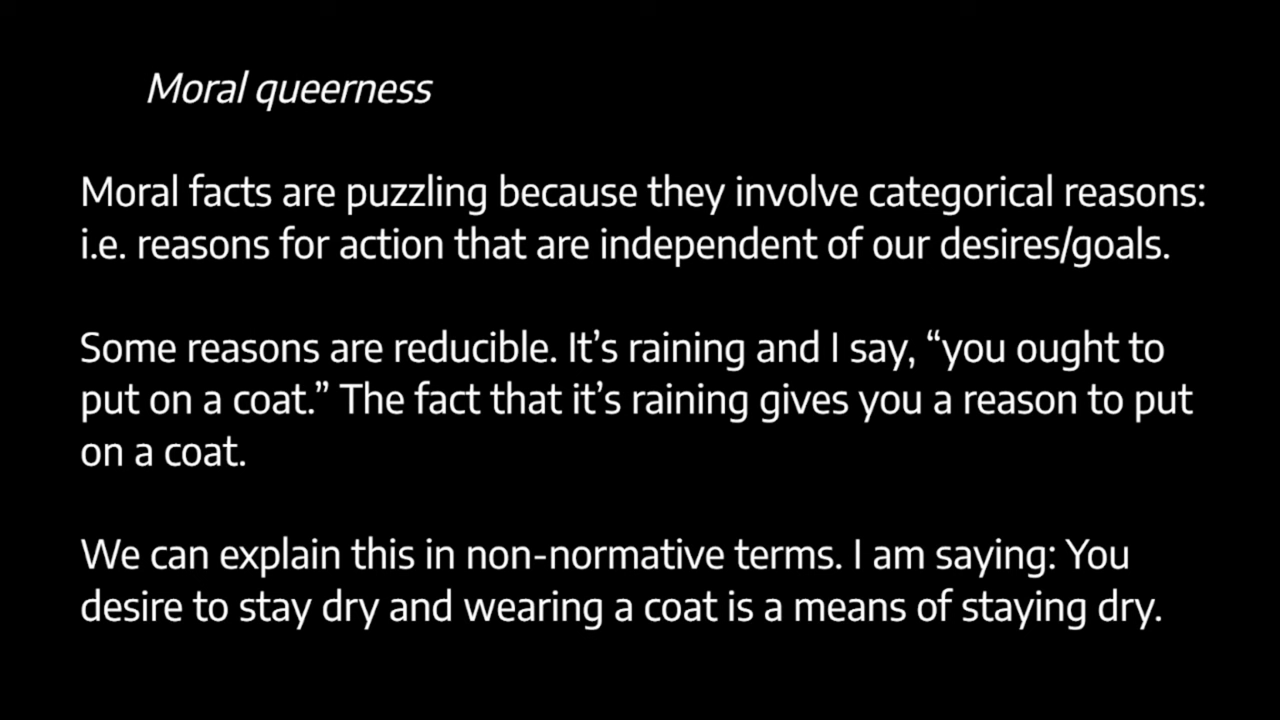 Moral queerness
Moral facts are puzzling because they involve categorical reasons:
i.e. reasons for action that are independent of our desires/goals.
Some reasons are reducible. It’s raining and I say, “you ought to
put on a coat.” The fact that it’s raining gives you a reason to put
on a coat.
We can explain this in non-normative terms. I am saying: You
desire to stay dry and wearing a coat is a means of staying dry.